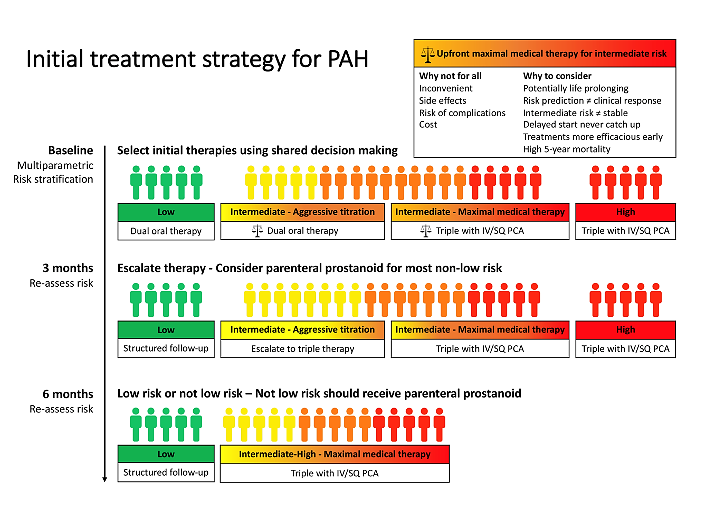 Initial treatment strategy for PAH
Upfront maximal medical therapy for intermediate risk
Why not for all
Inconvenient
Side effects
Risk of complications
Cost
Why to consider
Potentially life prolonging
Risk prediction ≠ clinical response
Intermediate risk ≠ stable
Delayed start never catch up
Treatments more efficacious early
High 5-year mortality
Baseline
Multiparametric
Risk stratification
Select initial therapies using shared decision making
Low
Intermediate - Aggressive titration
Intermediate - Maximal medical therapy
High
Dual oral therapy
Dual oral therapy
Triple with IV/SQ PCA
Triple with IV/SQ PCA
3 months
Re-assess risk
Escalate therapy - Consider parenteral prostanoid for most non-low risk
Low
Intermediate - Aggressive titration
Intermediate - Maximal medical therapy
High
Structured follow-up
Escalate to triple therapy
Triple with IV/SQ PCA
Triple with IV/SQ PCA
6 months
Re-assess risk
Low risk or not low risk – Not low risk should receive parenteral prostanoid
Low
Intermediate-High - Maximal medical therapy
Structured follow-up
Triple with IV/SQ PCA